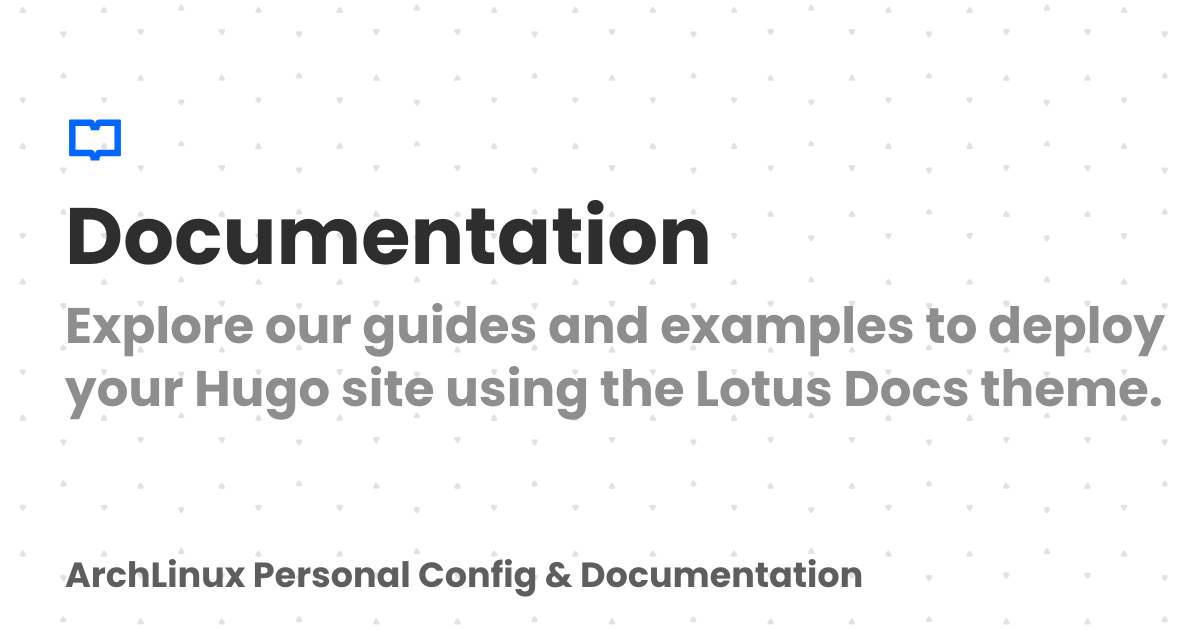 Documentation
Explore our guides and examples to deploy
your Hugo site using the Lotus Docs theme.
ArchLinux Personal Config & Documentation